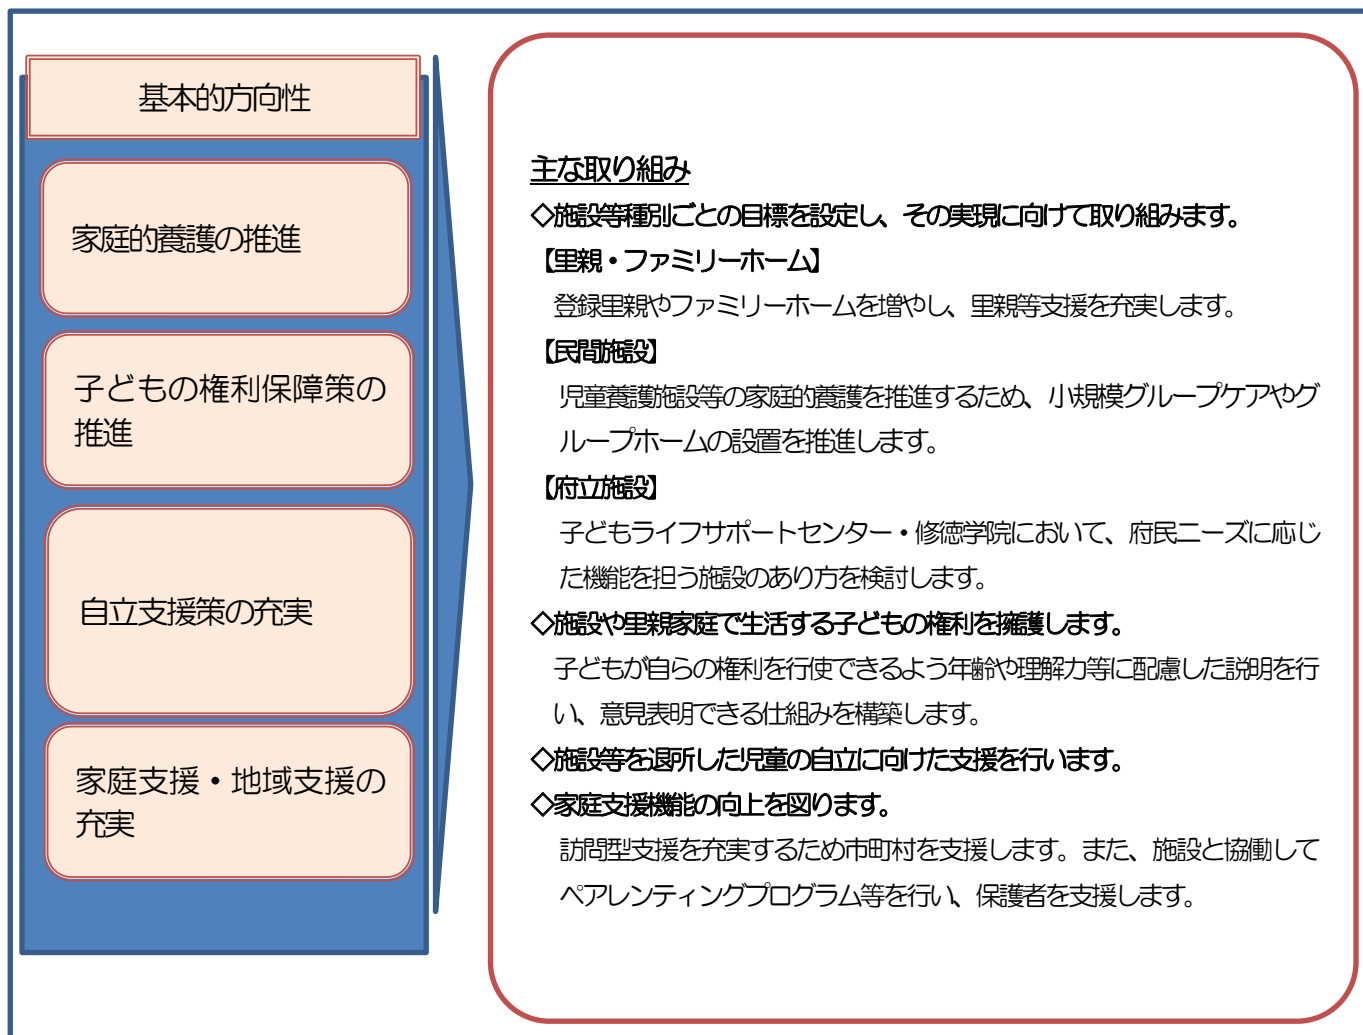 基本的方向性
家庭的養護の推進
子どもの権利保障策の
推進
自立支援策の充実
家庭支援・地域支援の
充実
主な取り組み
◇施設等種別ごとの目標を設定し、その実現に向けて取り組みます。
【里親・ファミリーホーム】
登録里親やファミリーホームを増やし、里親等支援を充実します。
【民間施設】
児童養護施設等の家庭的養護を推進するため、小規模グループケアやグ
ループホームの設置を推進します。
【府立施設】
子どもライフサポートセンター・修徳学院において、府民ニーズに応じ
た機能を担う施設のあり方を検討します。
◇施設や里親家庭で生活する子どもの権利を擁護します。
子どもが自らの権利を行使できるよう年齢や理解力等に配慮した説明を行
い、意見表明できる仕組みを構築します。
◇施設等を退所した児童の自立に向けた支援を行います。
◇家庭支援機能の向上を図ります。
訪問型支援を充実するため市町村を支援します。また、施設と協働して
ペアレンティングプログラム等を行い、保護者を支援します。